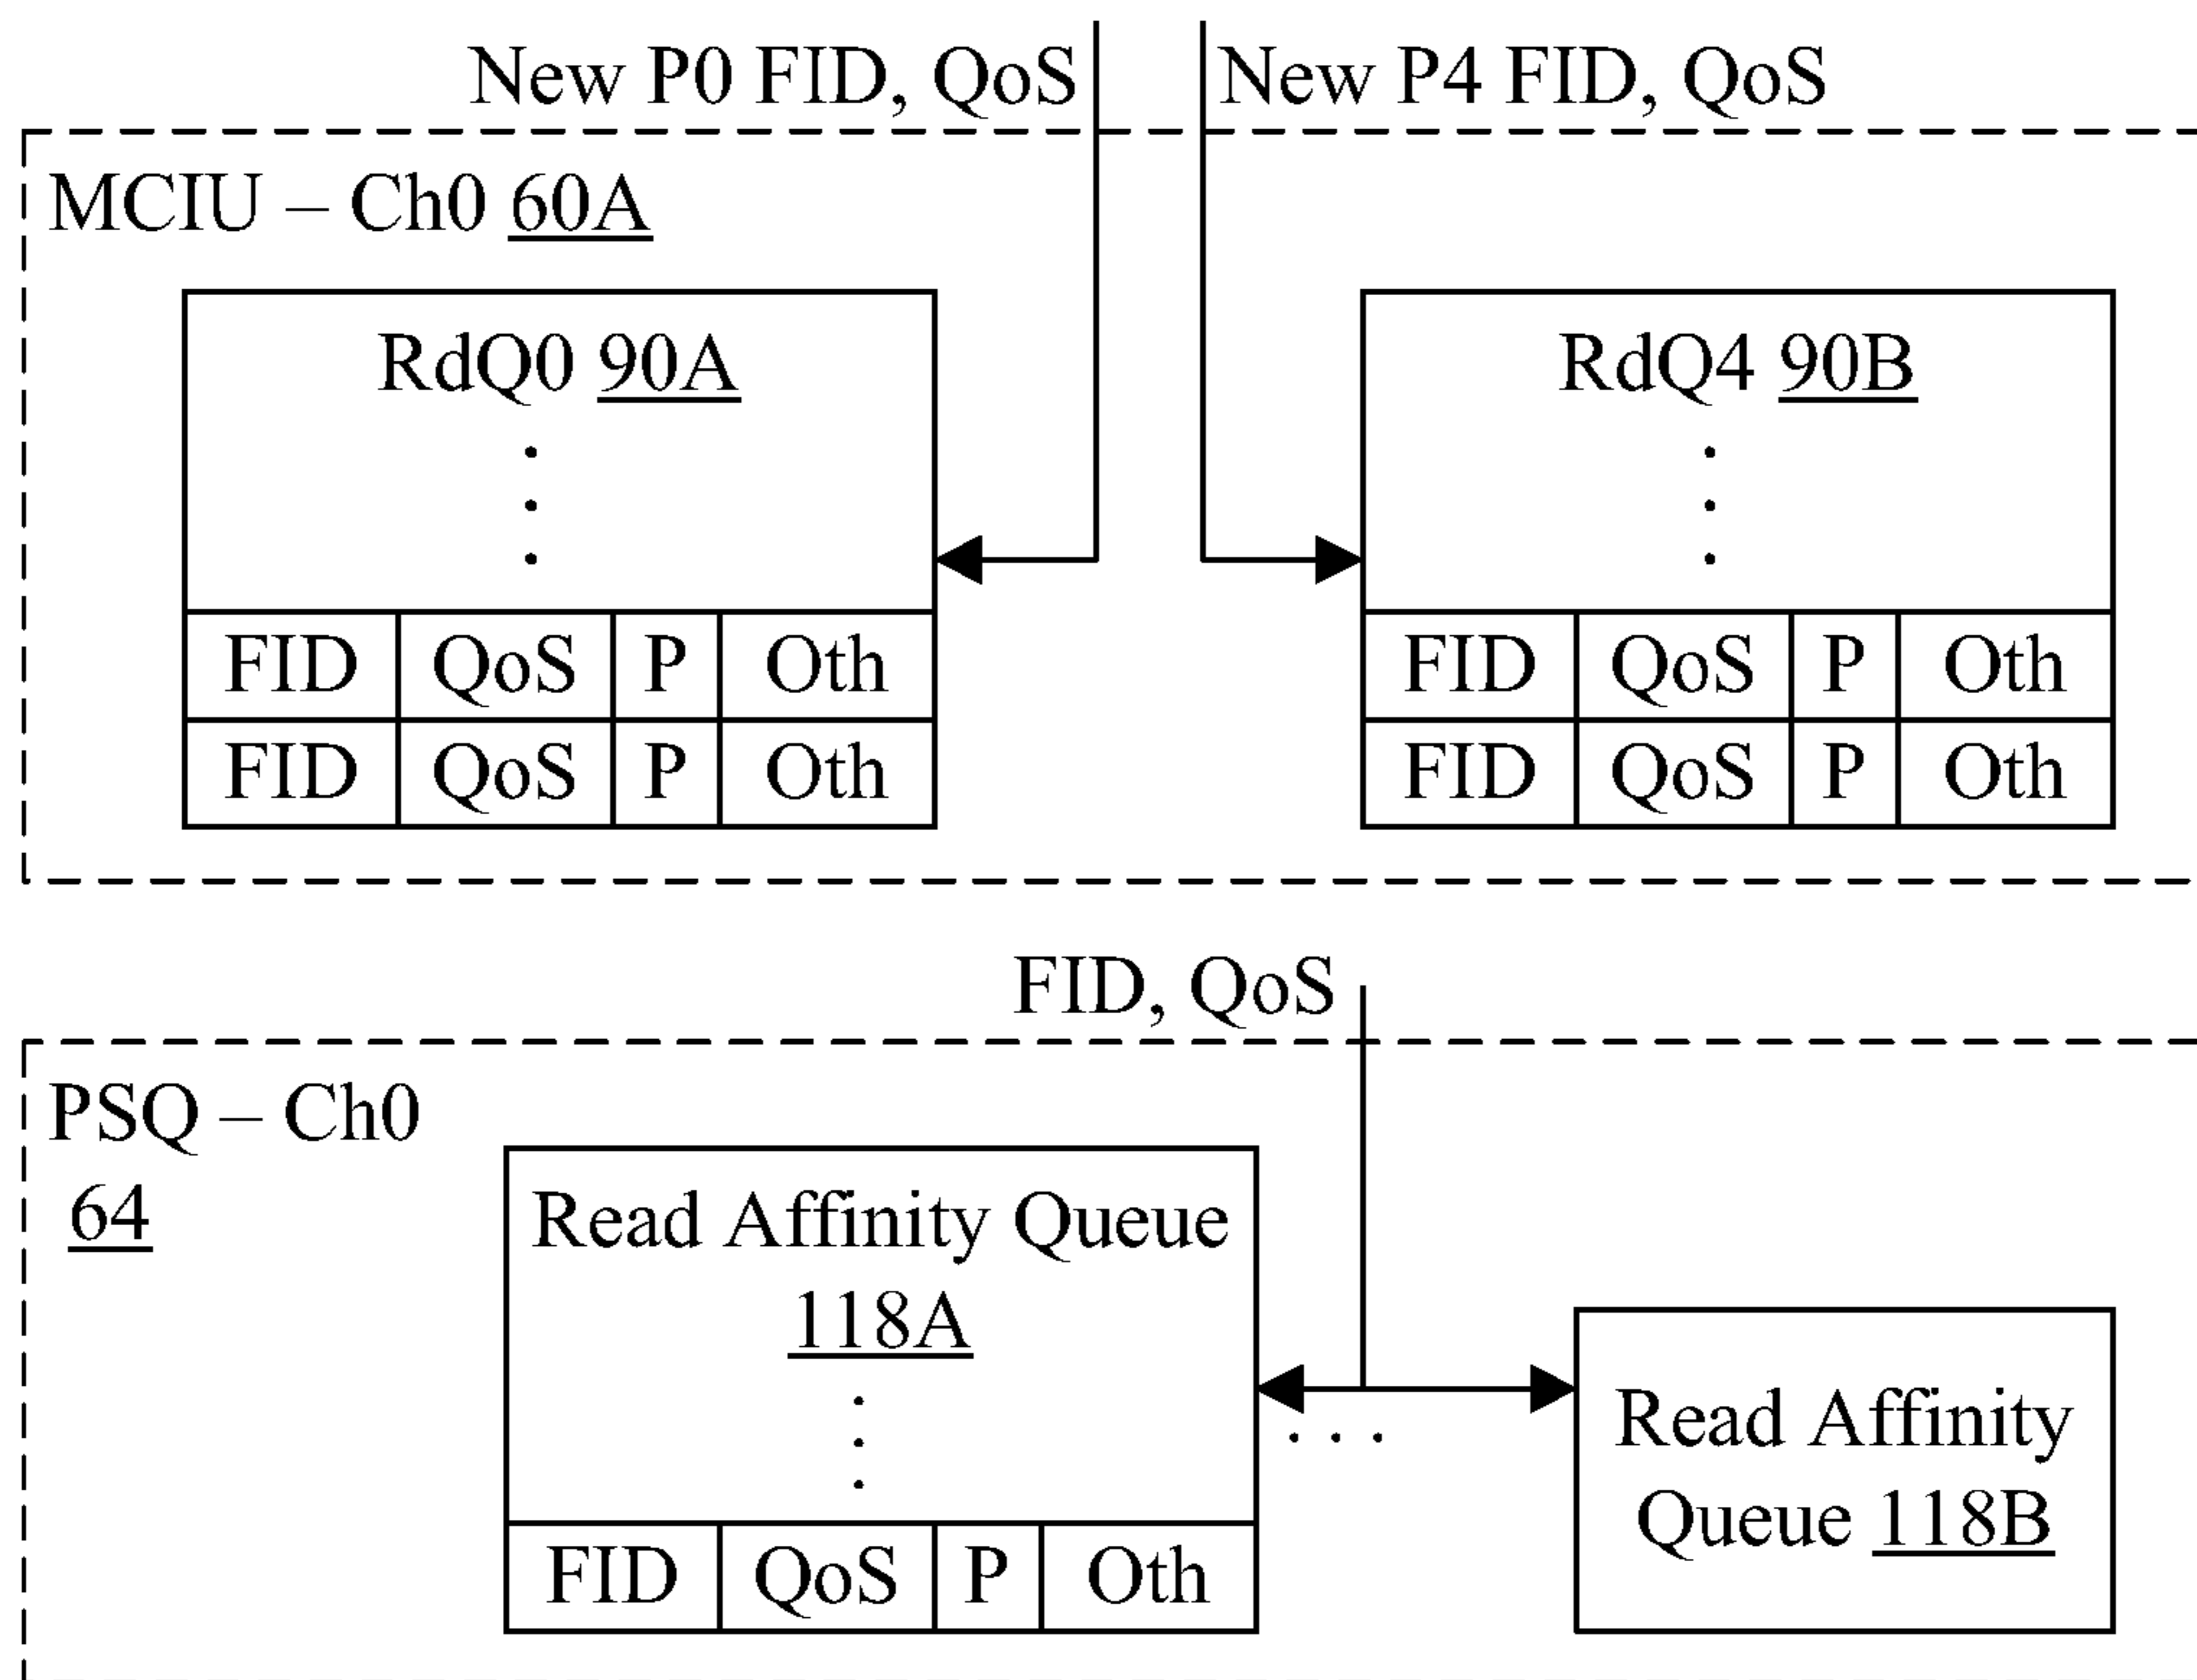 New P0 FID, QoS
New P4 FID, QoS
MCIU – Ch0 60A
RdQ0 90A
FID QoS P Oth
FID QoS P Oth
RdQ4 90B
FID QoS P Oth
FID QoS P Oth
FID, QoS
PSQ – Ch0
64
Read Affinity Queue
118A
FID QoS P Oth
Read Affinity
Queue 118B